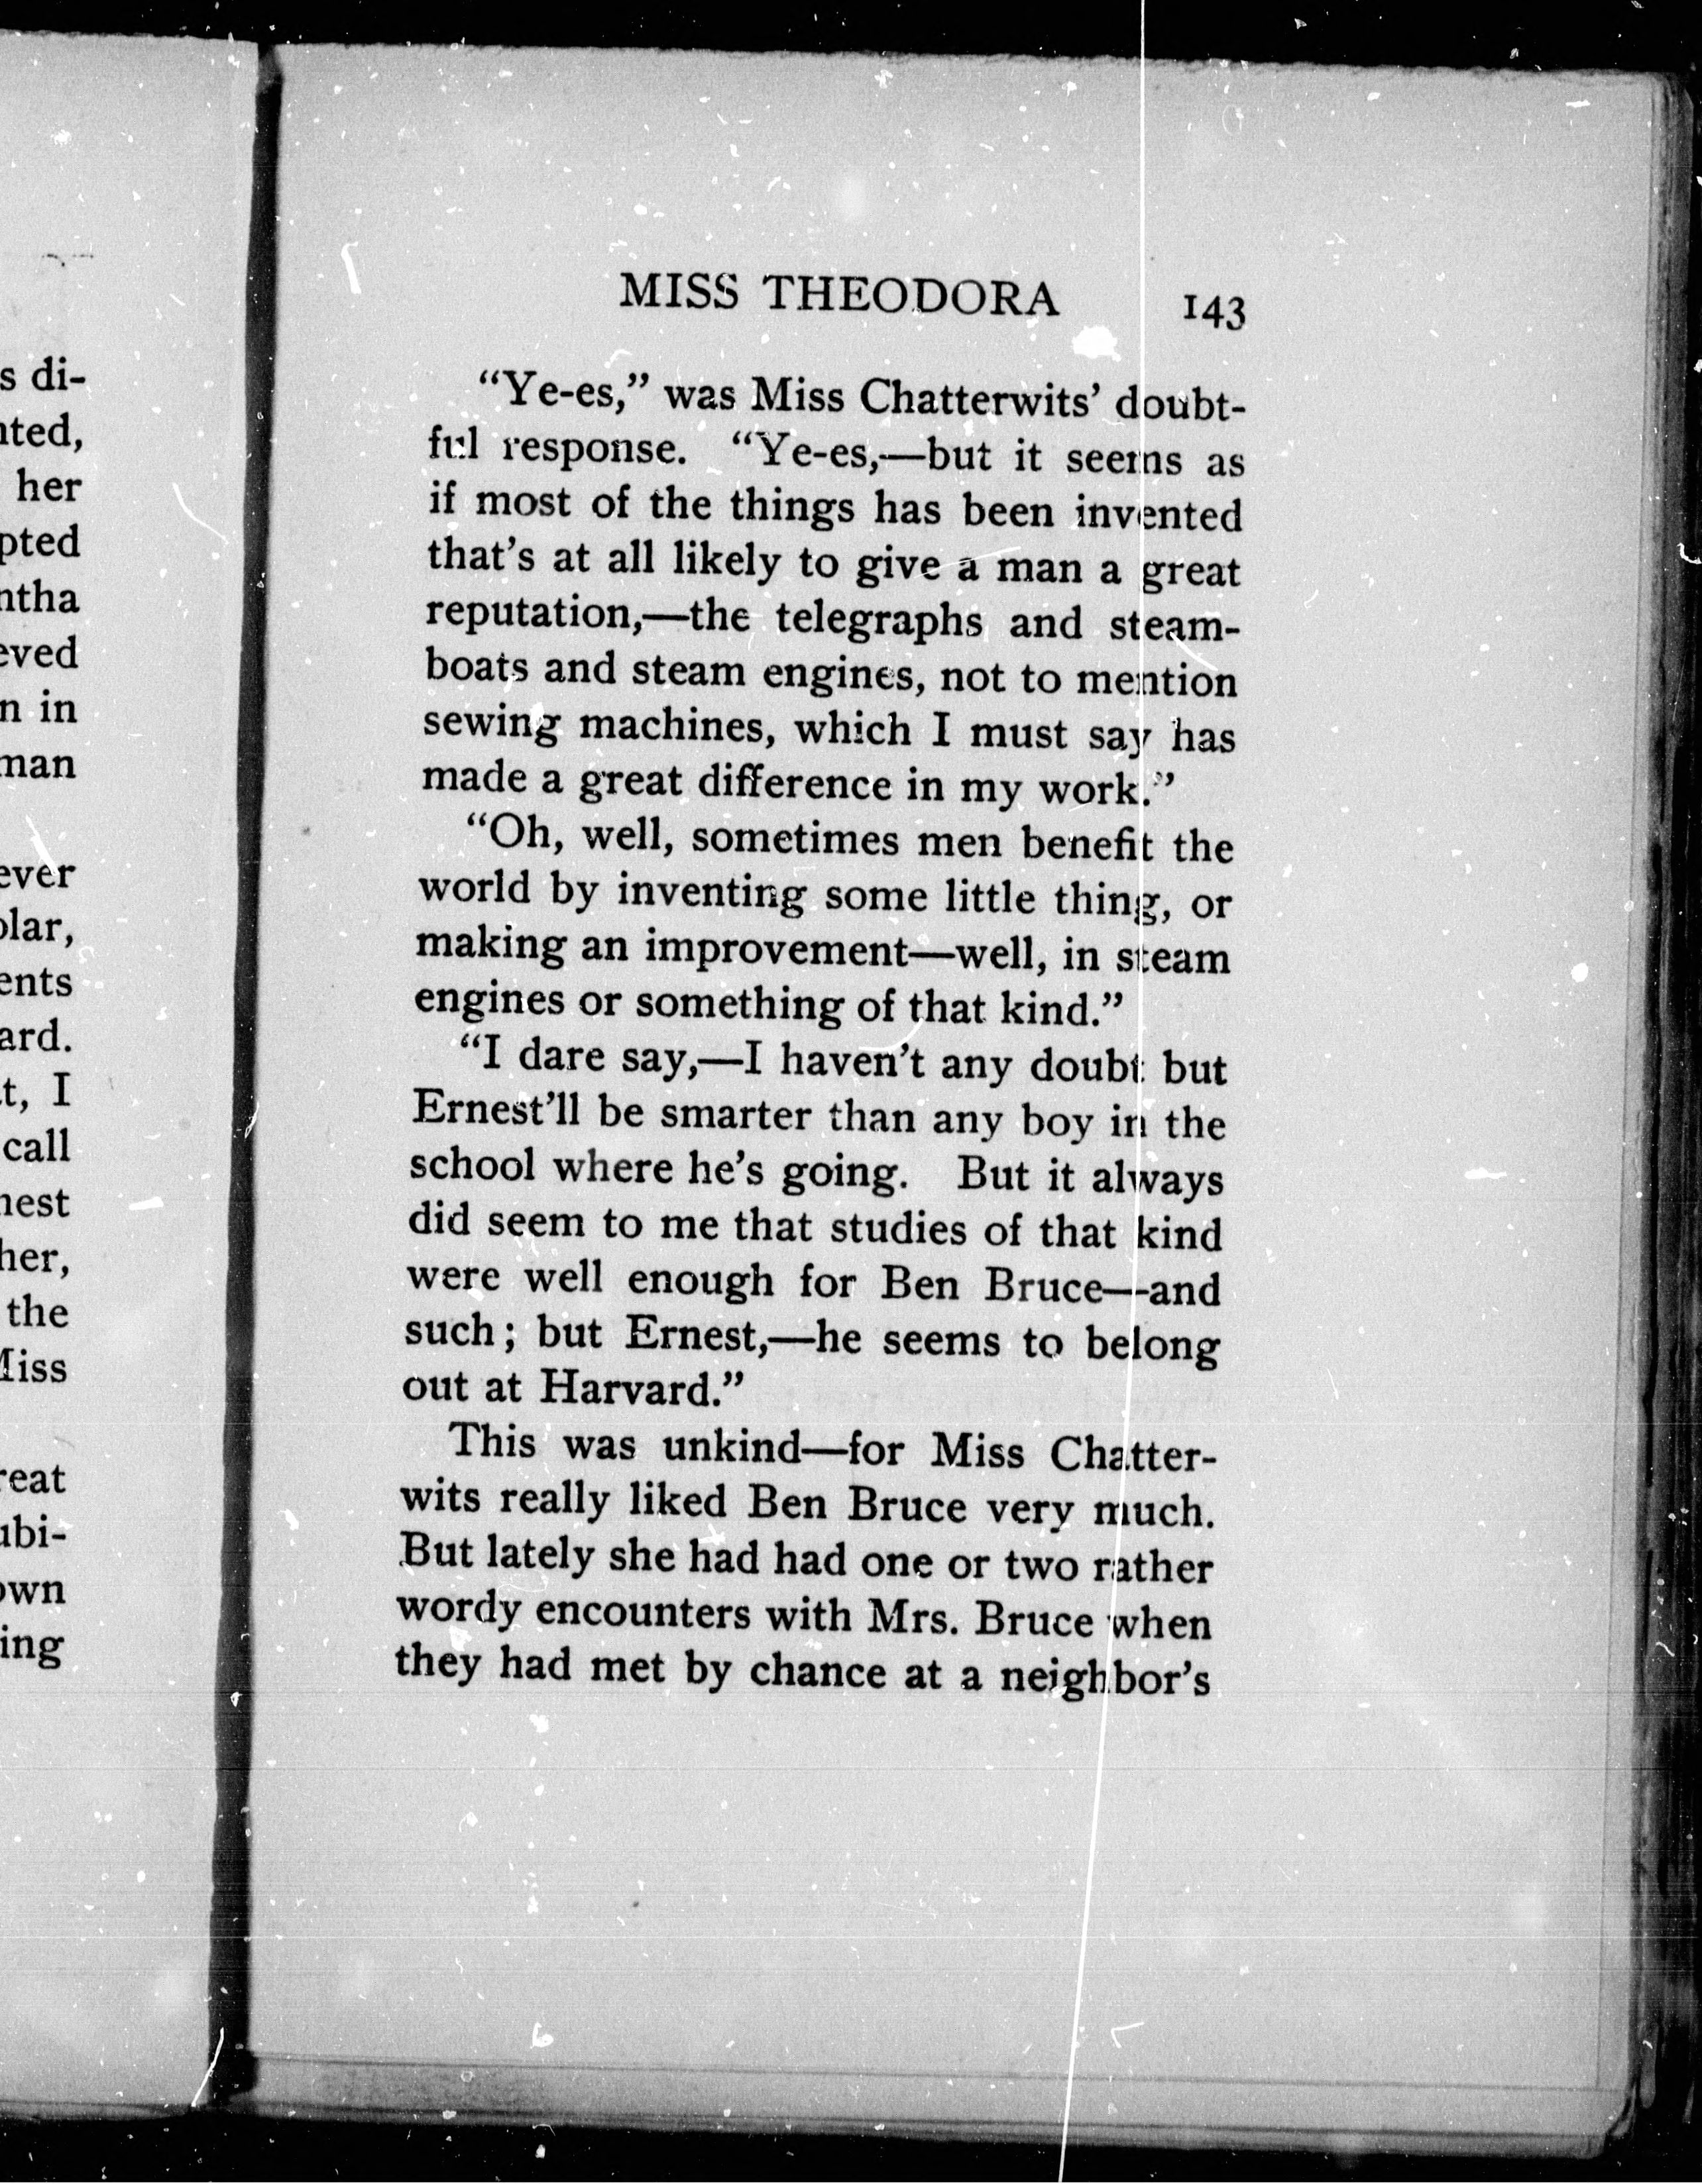 MISS THEODORA 143
“Ye-es,” was Miss Chatterwits’ doubt-
ful response. “Ye-es,—but it seems as
if most of the things has been invented
that’s at all likely to give a man a great
reputation,—the telegraphs and steam-
boats and steam engines, not to mention
sewing machines, which I must say has
made a great difference in my work.”
“Oh, well, sometimes men benefit the
world by inventing some little thing, or
making an improvement—well, in steam
engines or something of that kind.”
“I dare say,—I haven’t any doubt but
Ernest’ll be smarter than any boy in the
school where he’s going. But it always
did seem to me that studies of that kind
were well enough for Ben Bruce—and
such; but Ernest,—he seems to belong
out at Harvard.”
This was unkind—for Miss Chatter-
wits really liked Ben Bruce very much.
But lately she had had one or two rather
wordy encounters with Mrs. Bruce when
they had met by chance at a neighbor’s